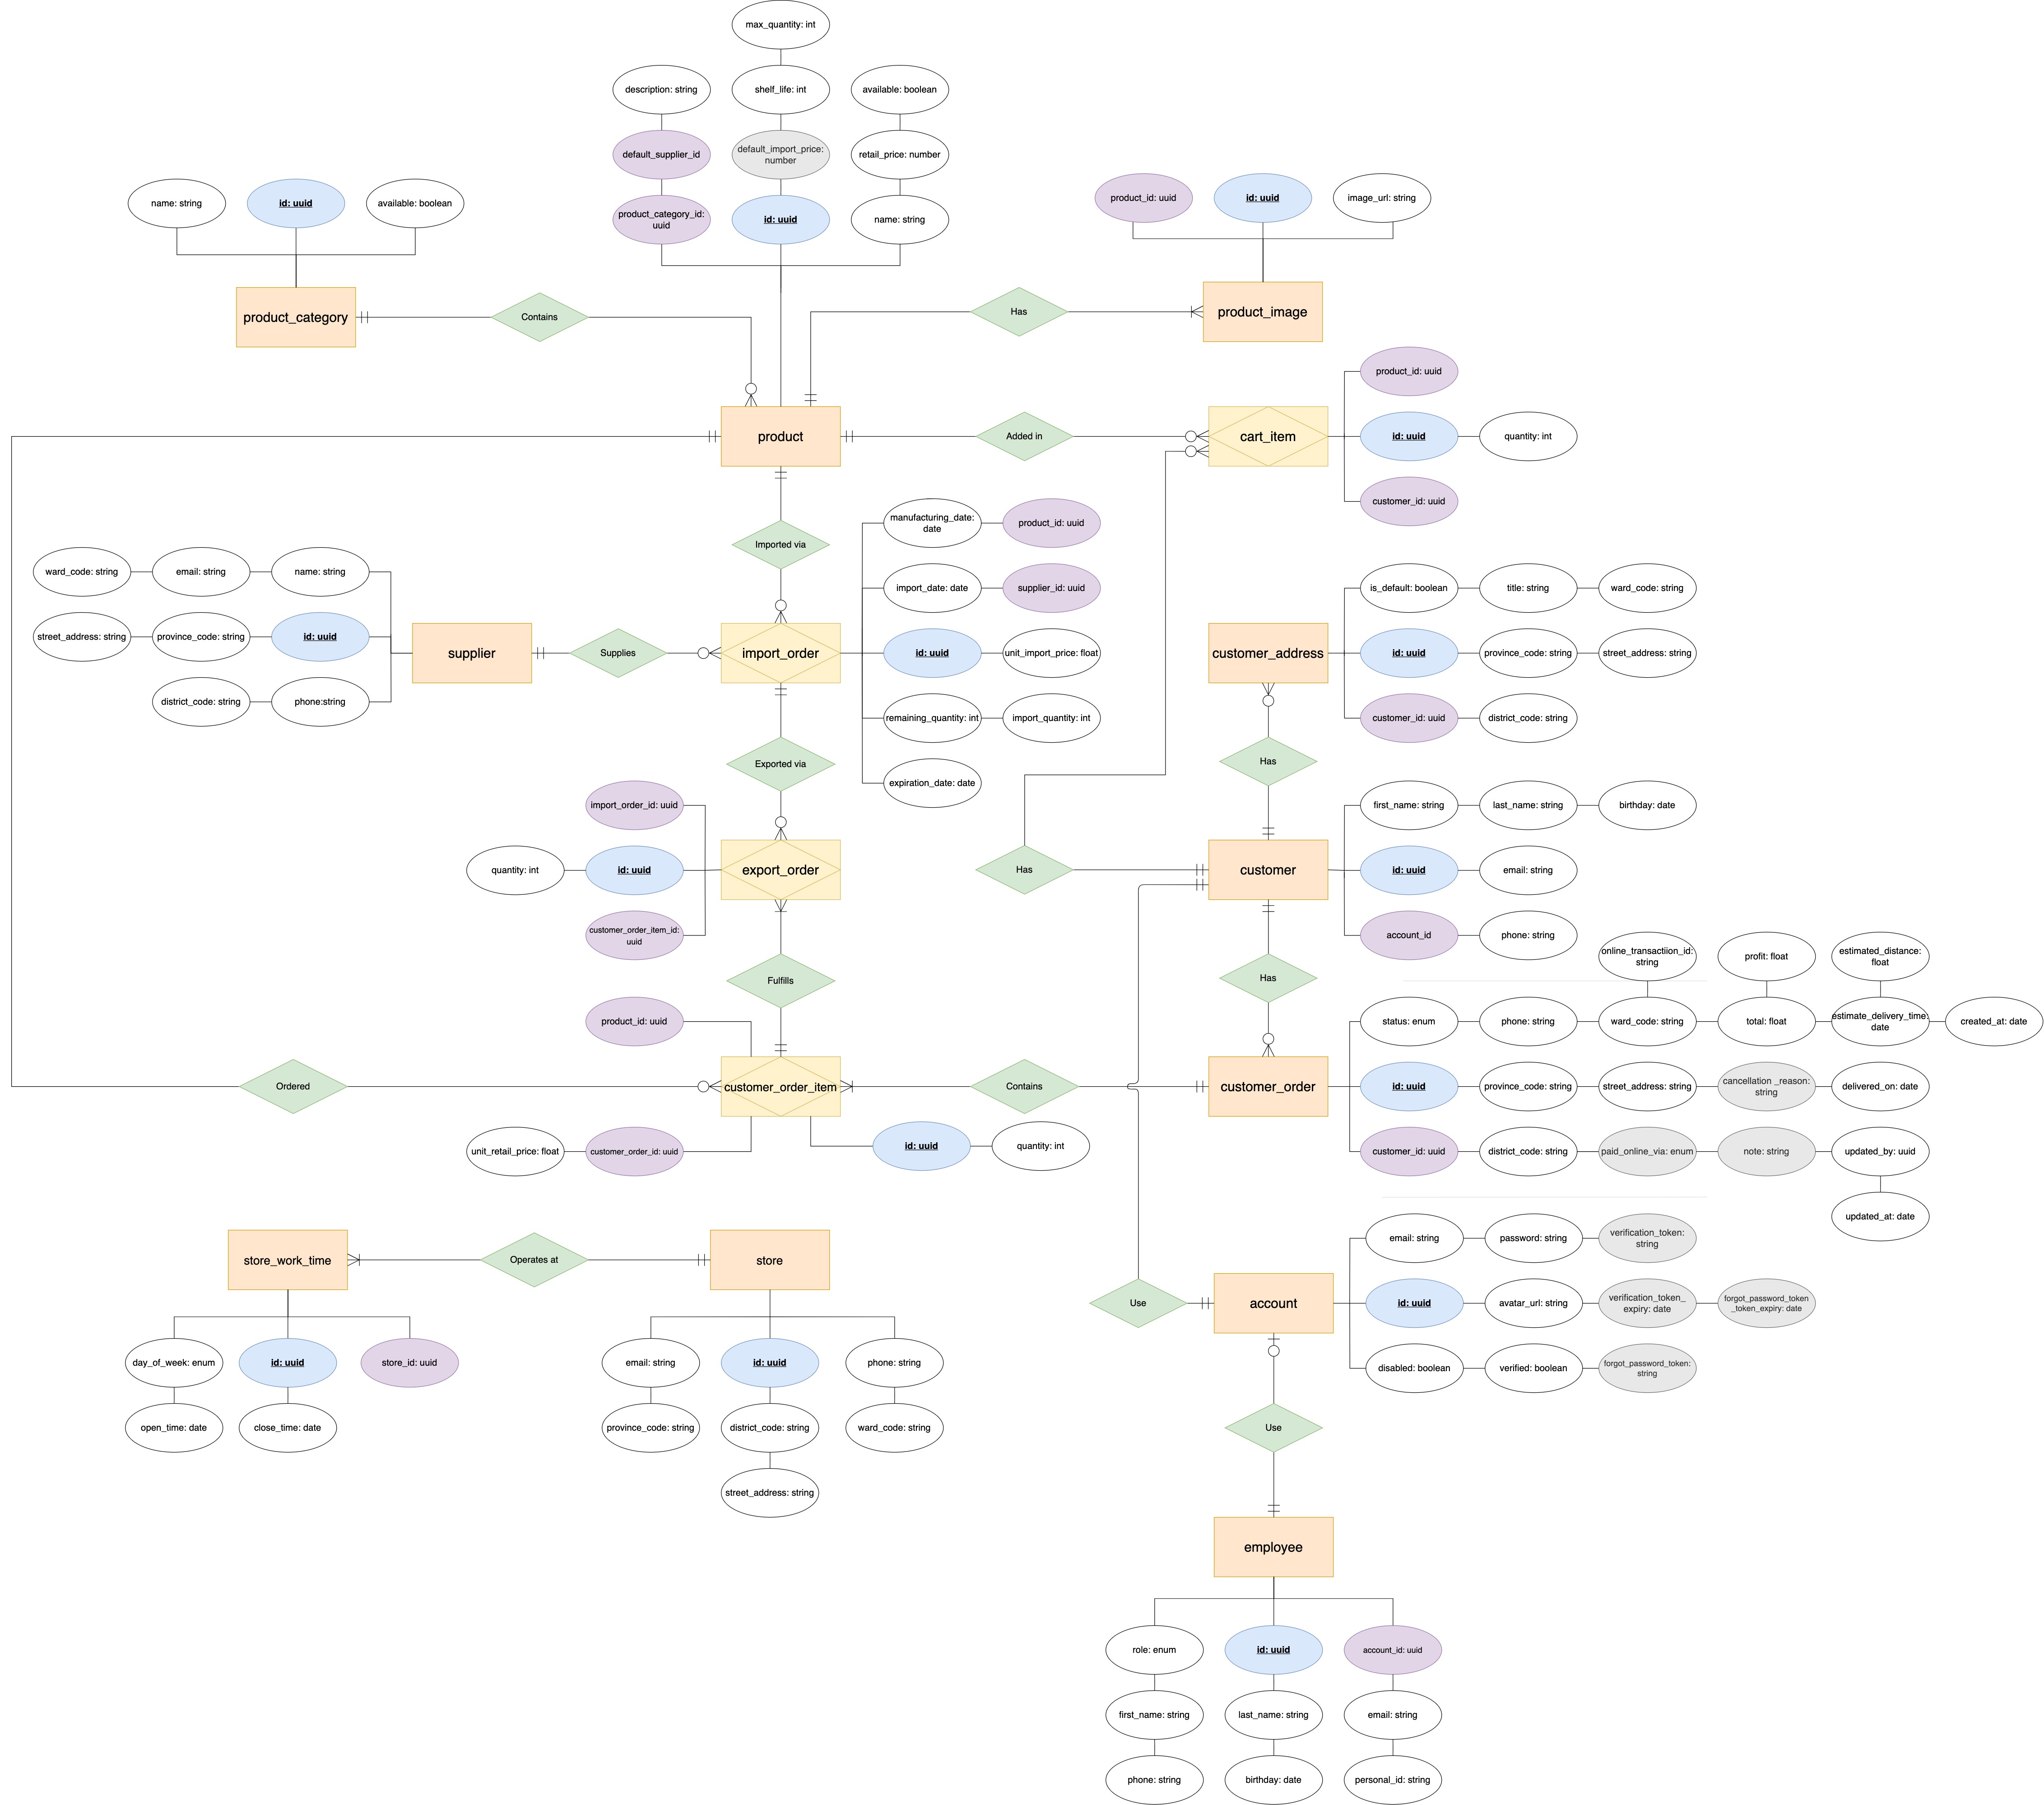 max_quantity: int
description: string
shelf_life: int
available: boolean
default_supplier_id
default_import_price:
number
retail_price: number
name: string
id: uuid
available: boolean
product_category_id:
uuid
id: uuid
name: string
product_id: uuid
id: uuid
image_url: string
product_category
Contains
Has
product_image
product_id: uuid
product
Added in
cart_item
id: uuid
quantity: int
customer_id: uuid
manufacturing_date:
date
product_id: uuid
Imported via
ward_code: string
email: string
name: string
import_date: date
supplier_id: uuid
is_default: boolean
title: string
ward_code: string
street_address: string
province_code: string
id: uuid
supplier
Supplies
import_order
id: uuid
unit_import_price: float
customer_address
id: uuid
province_code: string
street_address: string
district_code: string
phone:string
remaining_quantity: int
import_quantity: int
customer_id: uuid
district_code: string
Exported via
Has
expiration_date: date
import_order_id: uuid
first_name: string
last_name: string
birthday: date
quantity: int
id: uuid
export_order
Has
customer
id: uuid
email: string
customer_order_item_id:
uuid
account_id
phone: string
online_transactiion_id:
string
profit: float
estimated_distance:
float
Fulfills
Has
product_id: uuid
status: enum
phone: string
ward_code: string
total: float
estimate_delivery_time:
date
created_at: date
Ordered
customer_order_item
Contains
customer_order
id: uuid
province_code: string
street_address: string
cancellation _reason:
string
delivered_on: date
unit_retail_price: float
customer_order_id: uuid
id: uuid
quantity: int
customer_id: uuid
district_code: string
paid_online_via: enum
note: string
updated_by: uuid
updated_at: date
store_work_time
Operates at
store
email: string
password: string
verification_token:
string
Use
account
id: uuid
avatar_url: string
verification_token_
expiry: date
forgot_password_token
_token_expiry: date
day_of_week: enum
id: uuid
store_id: uuid
email: string
id: uuid
phone: string
disabled: boolean
verified: boolean
forgot_password_token:
string
open_time: date
close_time: date
province_code: string
district_code: string
ward_code: string
Use
street_address: string
employee
role: enum
id: uuid
account_id: uuid
first_name: string
last_name: string
email: string
phone: string
birthday: date
personal_id: string